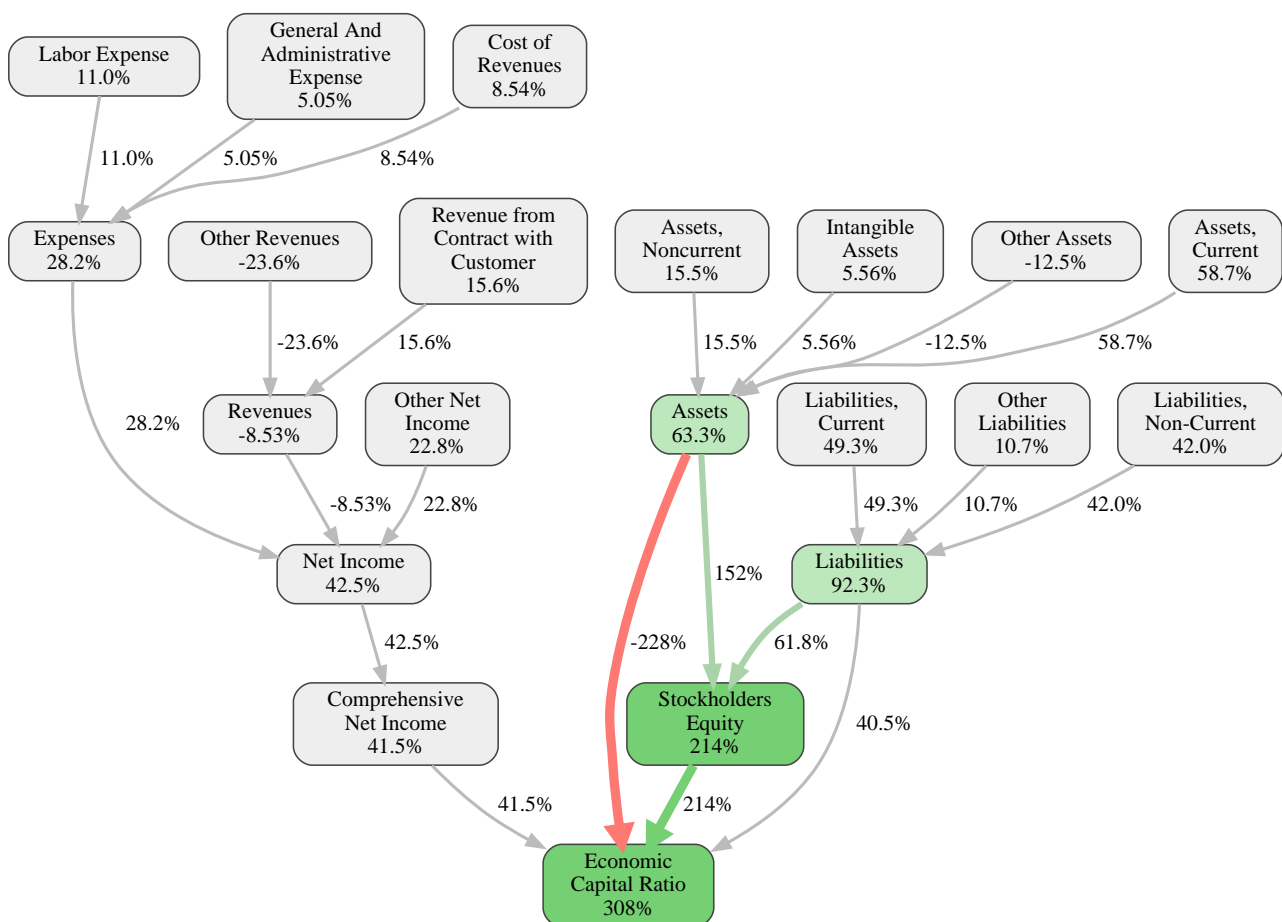 Labor Expense
11.0%
General And
Administrative
Expense
5.05%
Cost of
Revenues
8.54%
11.0%
5.05%
8.54%
Expenses
28.2%
Other Revenues
-23.6%
Revenue from
Contract with
Customer
15.6%
Assets,
Noncurrent
15.5%
Intangible
Assets
5.56%
Other Assets
-12.5%
Assets,
Current
58.7%
-23.6%
15.6%
15.5%
5.56%
-12.5%
58.7%
28.2%
Revenues
-8.53%
Other Net
Income
22.8%
Assets
63.3%
Liabilities,
Current
49.3%
Other
Liabilities
10.7%
Liabilities,
Non-Current
42.0%
-8.53%
22.8%
49.3%
10.7%
42.0%
Net Income
42.5%
152%
Liabilities
92.3%
42.5%
-228%
61.8%
Comprehensive
Net Income
41.5%
Stockholders
Equity
214%
40.5%
41.5%
214%
Economic
Capital Ratio
308%